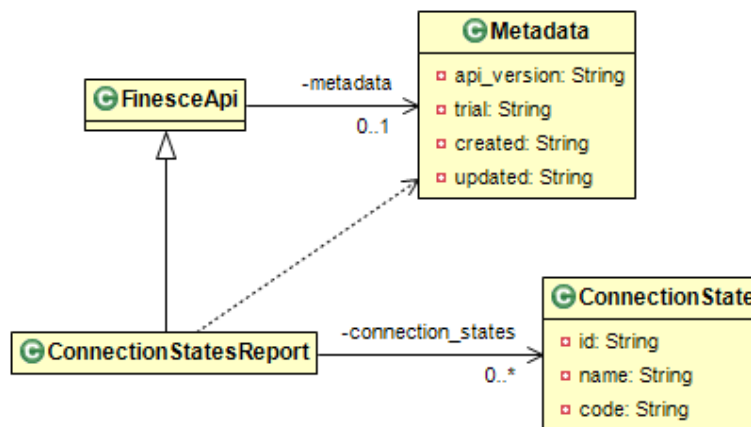 C Metadata
api_version: String
trial: String
created: String
updated: String
C FinesceApi
-metadata
0..1
C ConnectionStatesReport
-connection_states
0..*
C ConnectionState
id: String
name: String
code: String